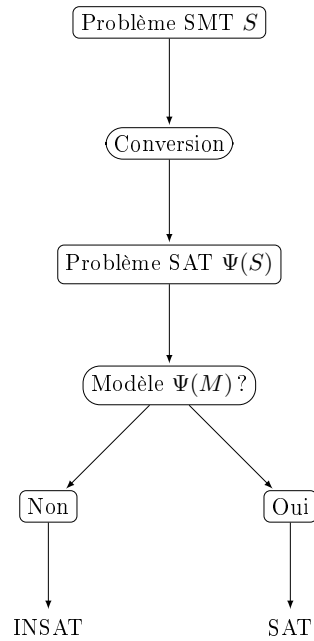 Problème SMT S
Conversion
Problème SAT Ψ(S)
Modèle Ψ(M) ?
Non Oui
INSAT SAT